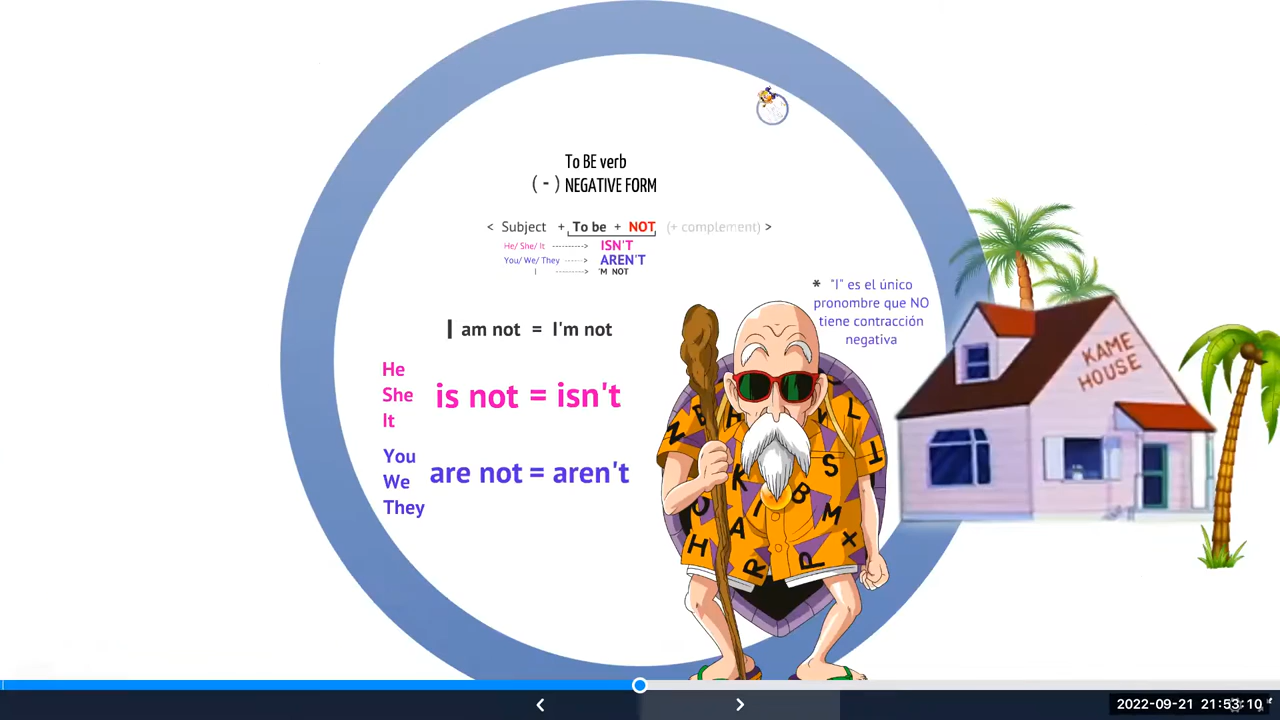 To BE verb
( - ) NEGATIVE FORM
< Subject + To be + NOT (+ complement) >
He/ She/ It ----------> ISN'T
You/ We/ They -----> AREN'T
I ----------> 'M NOT
* "I" es el único
pronombre que NO
tiene contracción
negativa
I am not = I'm not
He
She
It
is not = isn't
You
We
They
are not = aren't
KAME
HOUSE
2022-09-21 21:53:10